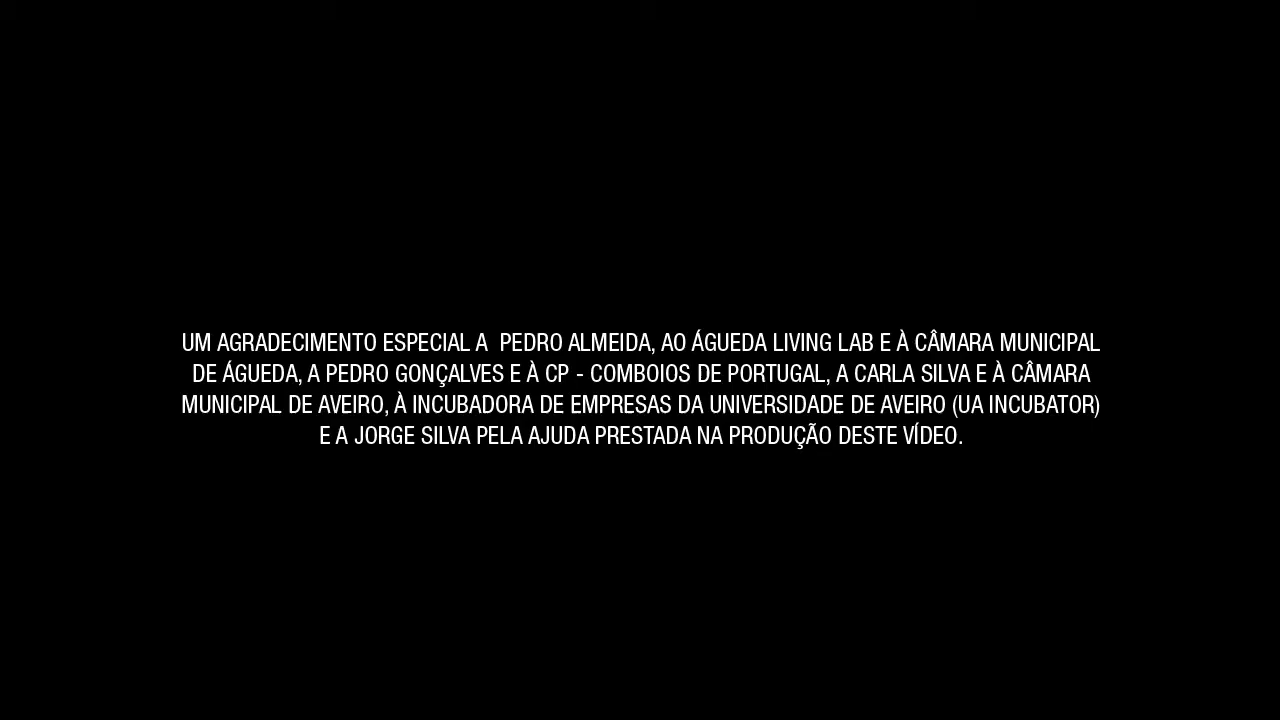 UM AGRADECIMENTO ESPECIAL A  PEDRO ALMEIDA, AO ÁGUEDA LIVING LAB E À CÂMARA MUNICIPAL
DE ÁGUEDA, A PEDRO GONÇALVES E À CP - COMBOIOS DE PORTUGAL, A CARLA SILVA E À CÂMARA
MUNICIPAL DE AVEIRO, À INCUBADORA DE EMPRESAS DA UNIVERSIDADE DE AVEIRO (UA INCUBATOR)
E A JORGE SILVA PELA AJUDA PRESTADA NA PRODUÇÃO DESTE VÍDEO.